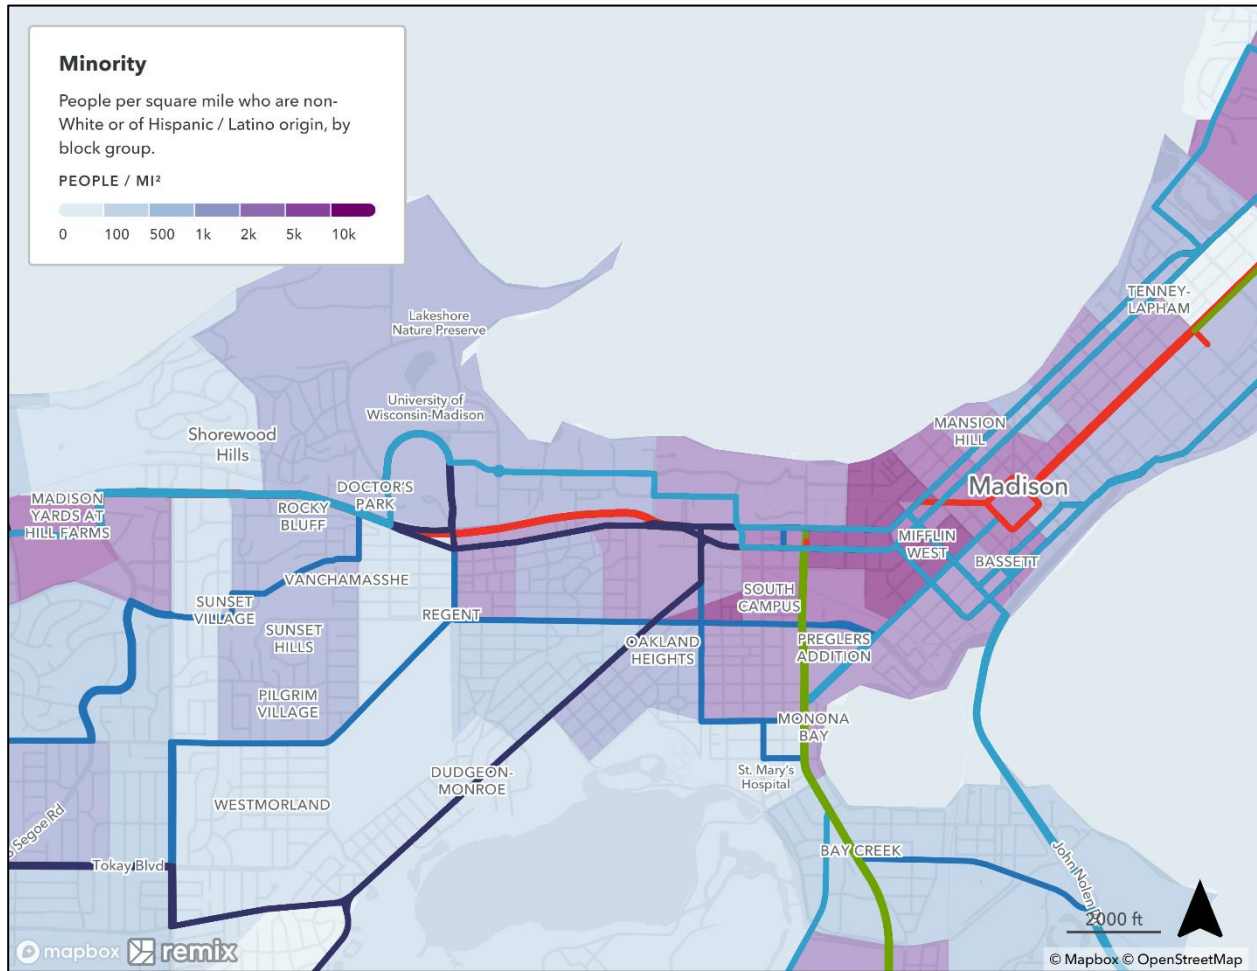 Minority
People per square mile who are non-
White or of Hispanic / Latino origin, by
block group.
PEOPLE / MI²
0 100 500 1k 2k 5k 10k
Lakeshore
Nature Preserve
University of
Wisconsin-Madison
Shorewood
Hills
TENNEY-
LAPHAM
MANSION
HILL
Madison
MADISON
YARDS AT
HILL FARMS
DOCTOR'S
PARK
ROCKY
BLUFF
MIFFLIN
WEST
BASSETT
VANCHAMASSHE
SUNSET
VILLAGE
REGENT
SOUTH
CAMPUS
SUNSET
HILLS
OAKLAND
HEIGHTS
PREGLERS
ADDITION
PILGRIM
VILLAGE
MONONA
BAY
DUDGEON-
MONROE
St. Mary's
Hospital
WESTMORLAND
Segoe Rd
Tokay Blvd
BAY CREEK
John Nolen
2000 ft
mapbox remix
© Mapbox © OpenStreetMap